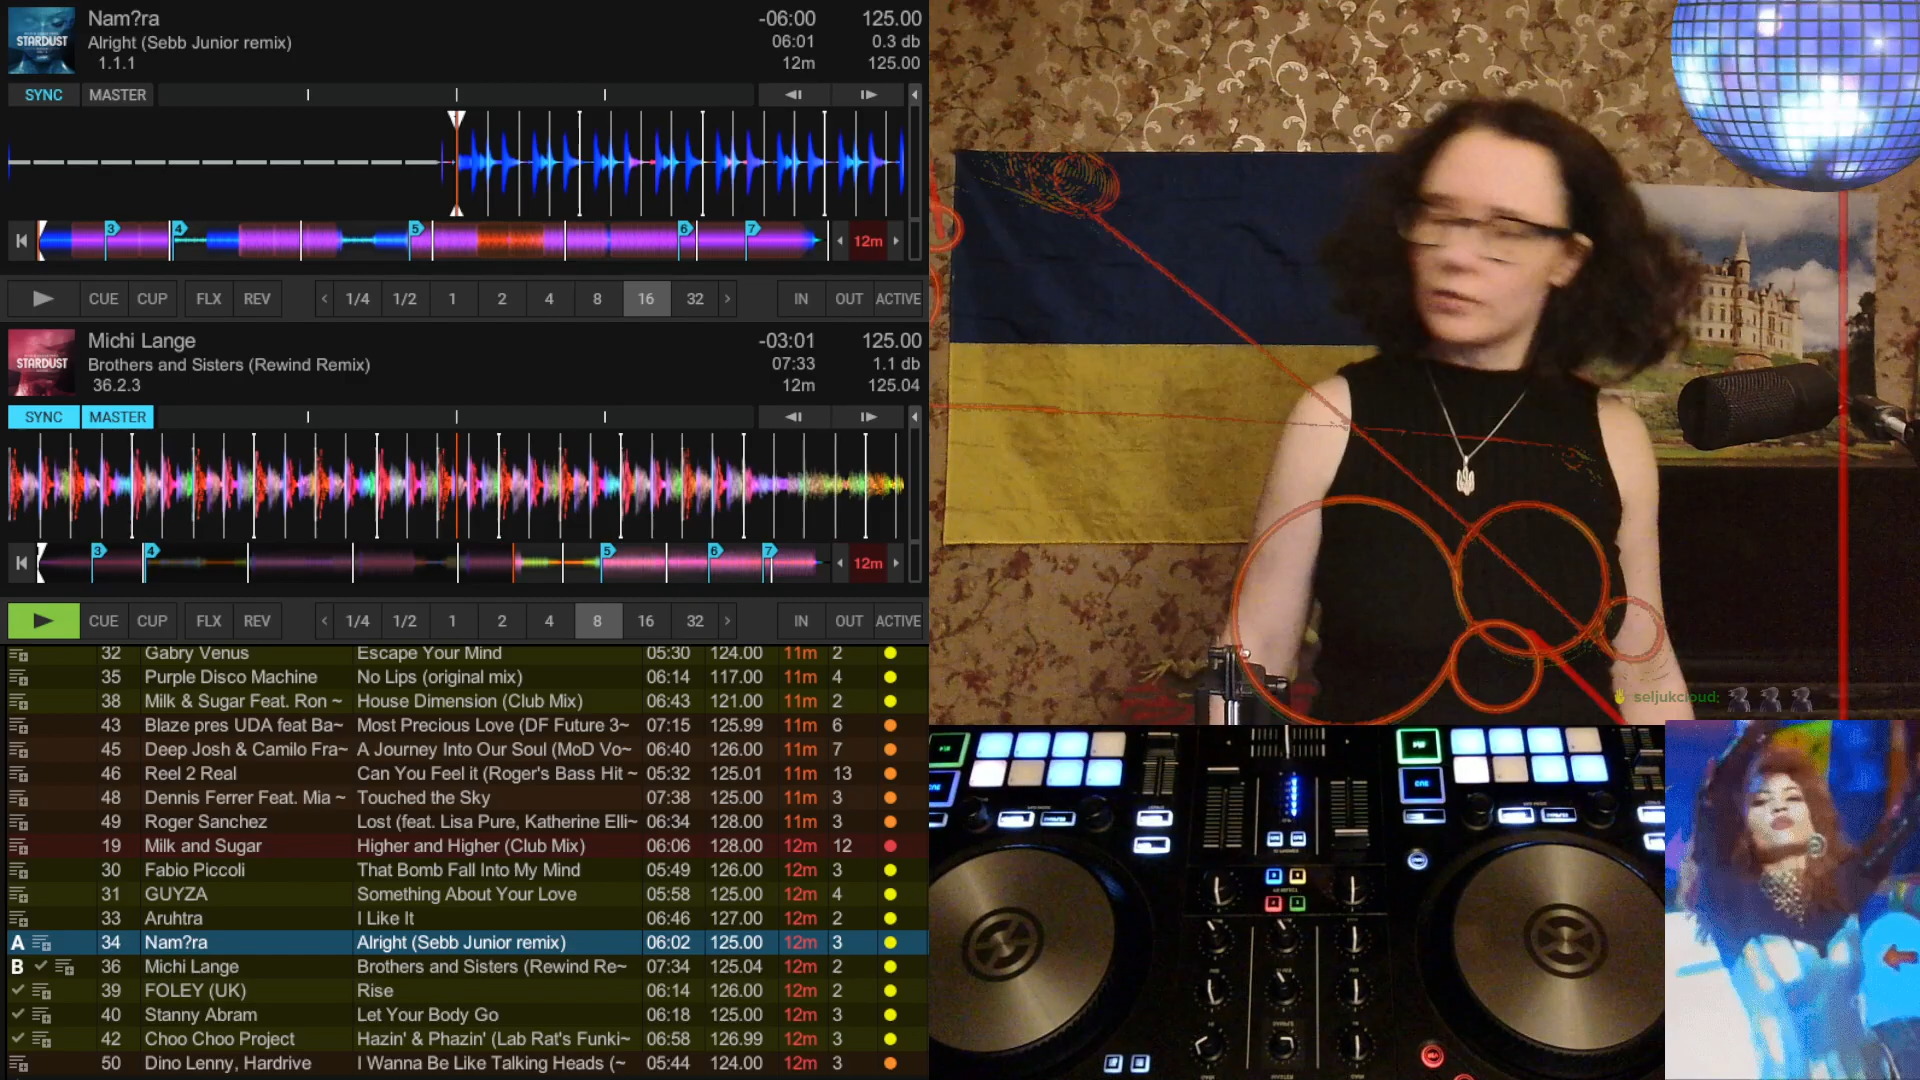 STARDUST
Nam?ra
-06:00
125.00
Alright (Sebb Junior remix)
06:01
0.3 db
1.1.1
12m
125.00
SYNC
MASTER
3
4
5
6
7
12m
CUE
CUP
FLX
REV
1/4
1/2
1
2
4
8
16
32
IN
OUT
ACTIVE
STARDUST
Michi Lange
-03:01
125.00
Brothers and Sisters (Rewind Remix)
07:33
1.1 db
36.2.3
12m
125.04
SYNC
MASTER
3
4
5
6
7
12m
CUE
CUP
FLX
REV
1/4
1/2
1
2
4
8
16
32
IN
OUT
ACTIVE
32 Gabry Venus Escape Your Mind 05:30 124.00 11m 2
35 Purple Disco Machine No Lips (original mix) 06:14 117.00 11m 4
38 Milk & Sugar Feat. Ron ~ House Dimension (Club Mix) 06:43 121.00 11m 2
43 Blaze pres UDA feat Ba~ Most Precious Love (DF Future 3~ 07:15 125.99 11m 6
45 Deep Josh & Camilo Fra~ A Journey Into Our Soul (MoD Vo~ 06:40 126.00 11m 7
46 Reel 2 Real Can You Feel it (Roger's Bass Hit ~ 05:32 125.01 11m 13
48 Dennis Ferrer Feat. Mia ~ Touched the Sky 07:38 125.00 11m 3
49 Roger Sanchez Lost (feat. Lisa Pure, Katherine Elli~ 06:34 128.00 11m 3
19 Milk and Sugar Higher and Higher (Club Mix) 06:06 128.00 12m 12
30 Fabio Piccoli That Bomb Fall Into My Mind 05:49 126.00 12m 3
31 GUYZA Something About Your Love 05:58 125.00 12m 4
33 Aruhtra I Like It 06:46 127.00 12m 2
A 34 Nam?ra Alright (Sebb Junior remix) 06:02 125.00 12m 3
B 36 Michi Lange Brothers and Sisters (Rewind Re~ 07:34 125.04 12m 2
39 FOLEY (UK) Rise 06:14 126.00 12m 2
40 Stanny Abram Let Your Body Go 06:18 125.00 12m 3
42 Choo Choo Project Hazin' & Phazin' (Lab Rat's Funki~ 06:58 126.99 12m 3
50 Dino Lenny, Hardrive I Wanna Be Like Talking Heads (~ 05:44 124.00 12m 3
seljukcloud: